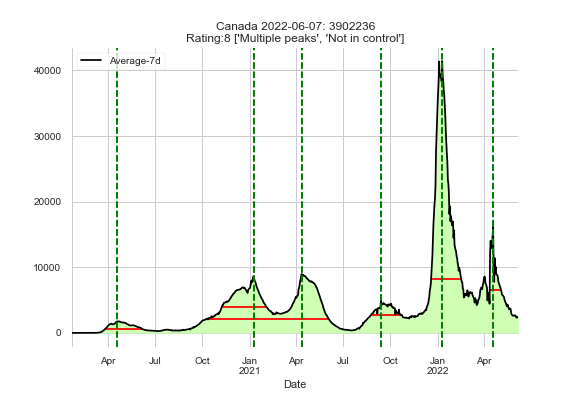 Canada 2022-06-07: 3902236
Rating:8 ['Multiple peaks', 'Not in control']
Average-7d
40000
30000
20000
10000
0
Apr Jul Oct Jan Apr Jul Oct Jan Apr
2021 2022
Date